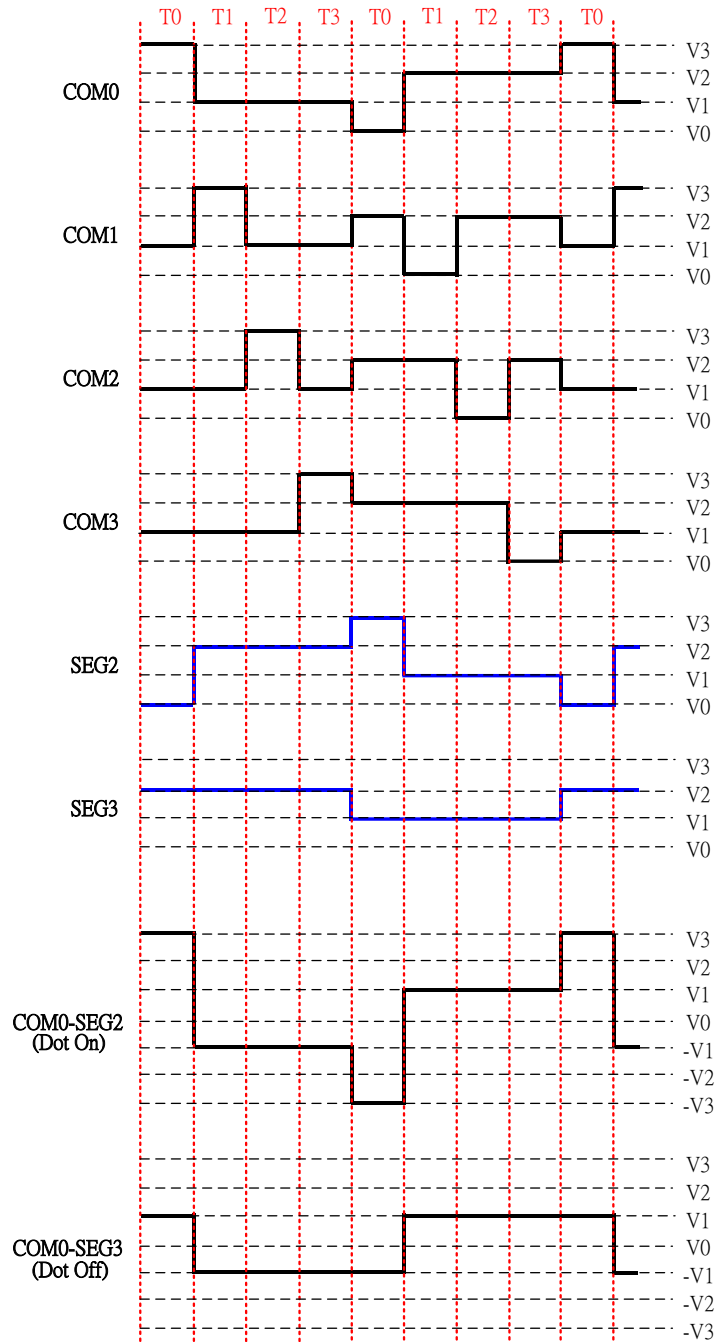 T0 T1 T2 T3 T0 T1 T2 T3 T0
V3
V2
COM0
V1
V0
V3
V2
COM1
V1
V0
V3
V2
COM2
V1
V0
V3
V2
COM3
V1
V0
V3
V2
SEG2
V1
V0
V3
V2
SEG3
V1
V0
V3
V2
V1
COM0-SEG2
V0
(Dot On)
-V1
-V2
-V3
V3
V2
V1
COM0-SEG3
V0
(Dot Off)
-V1
-V2
-V3